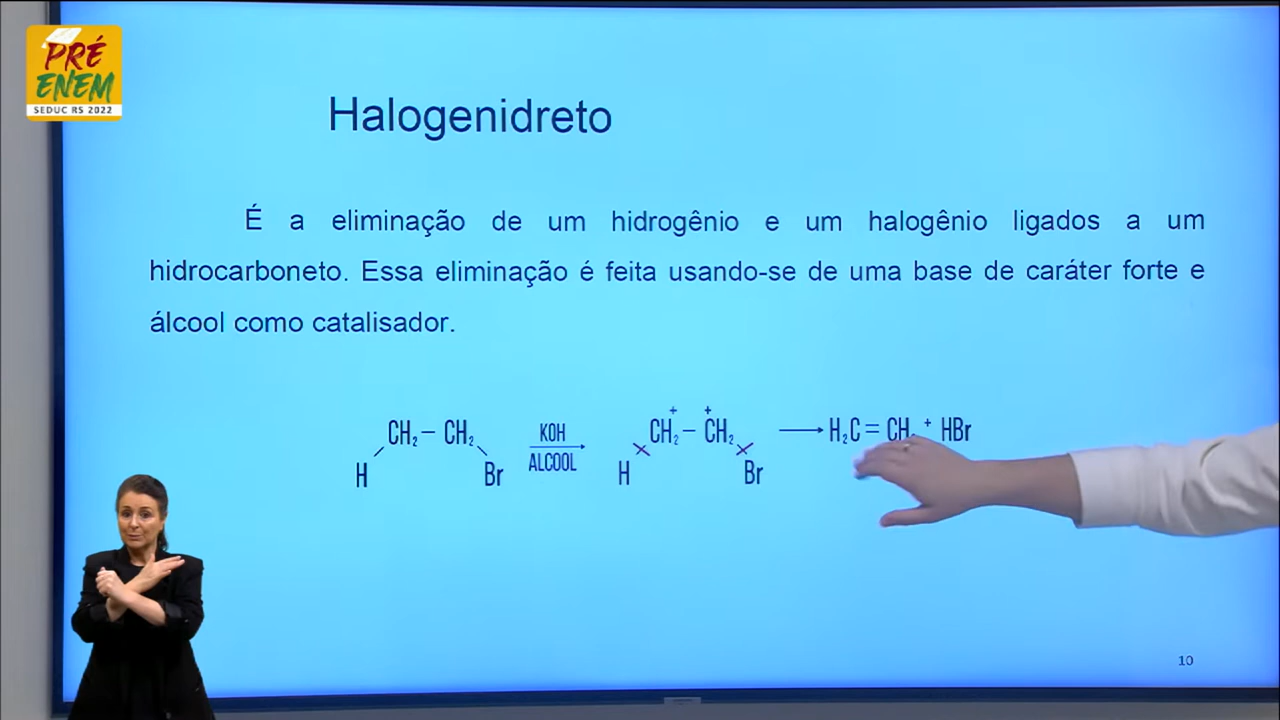 PRÉ
ENEM
SEDUC RS 2022
Halogenidreto
É a eliminação de um hidrogênio e um halogênio ligados a um
hidrocarboneto. Essa eliminação é feita usando-se de uma base de caráter forte e
álcool como catalisador.
CH₂ – CH₂ H Br KOH ALCOOL CH₂⁺ – CH₂⁺ H Br ⟶ H₂C = CH₂ + HBr
10